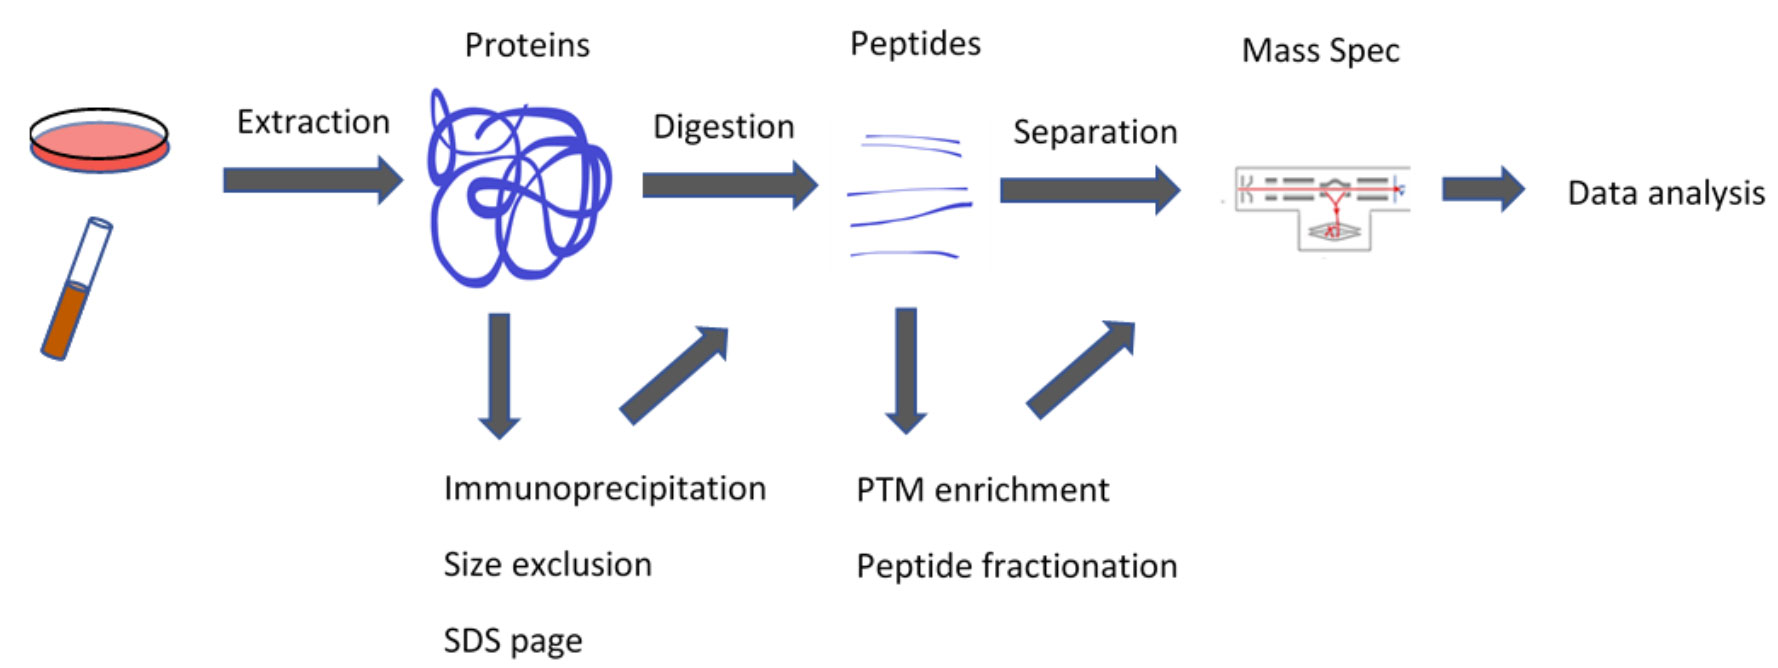 Proteins
Peptides
Mass Spec
Extraction
Digestion
Separation
Data analysis
Immunoprecipitation
PTM enrichment
Size exclusion
Peptide fractionation
SDS page